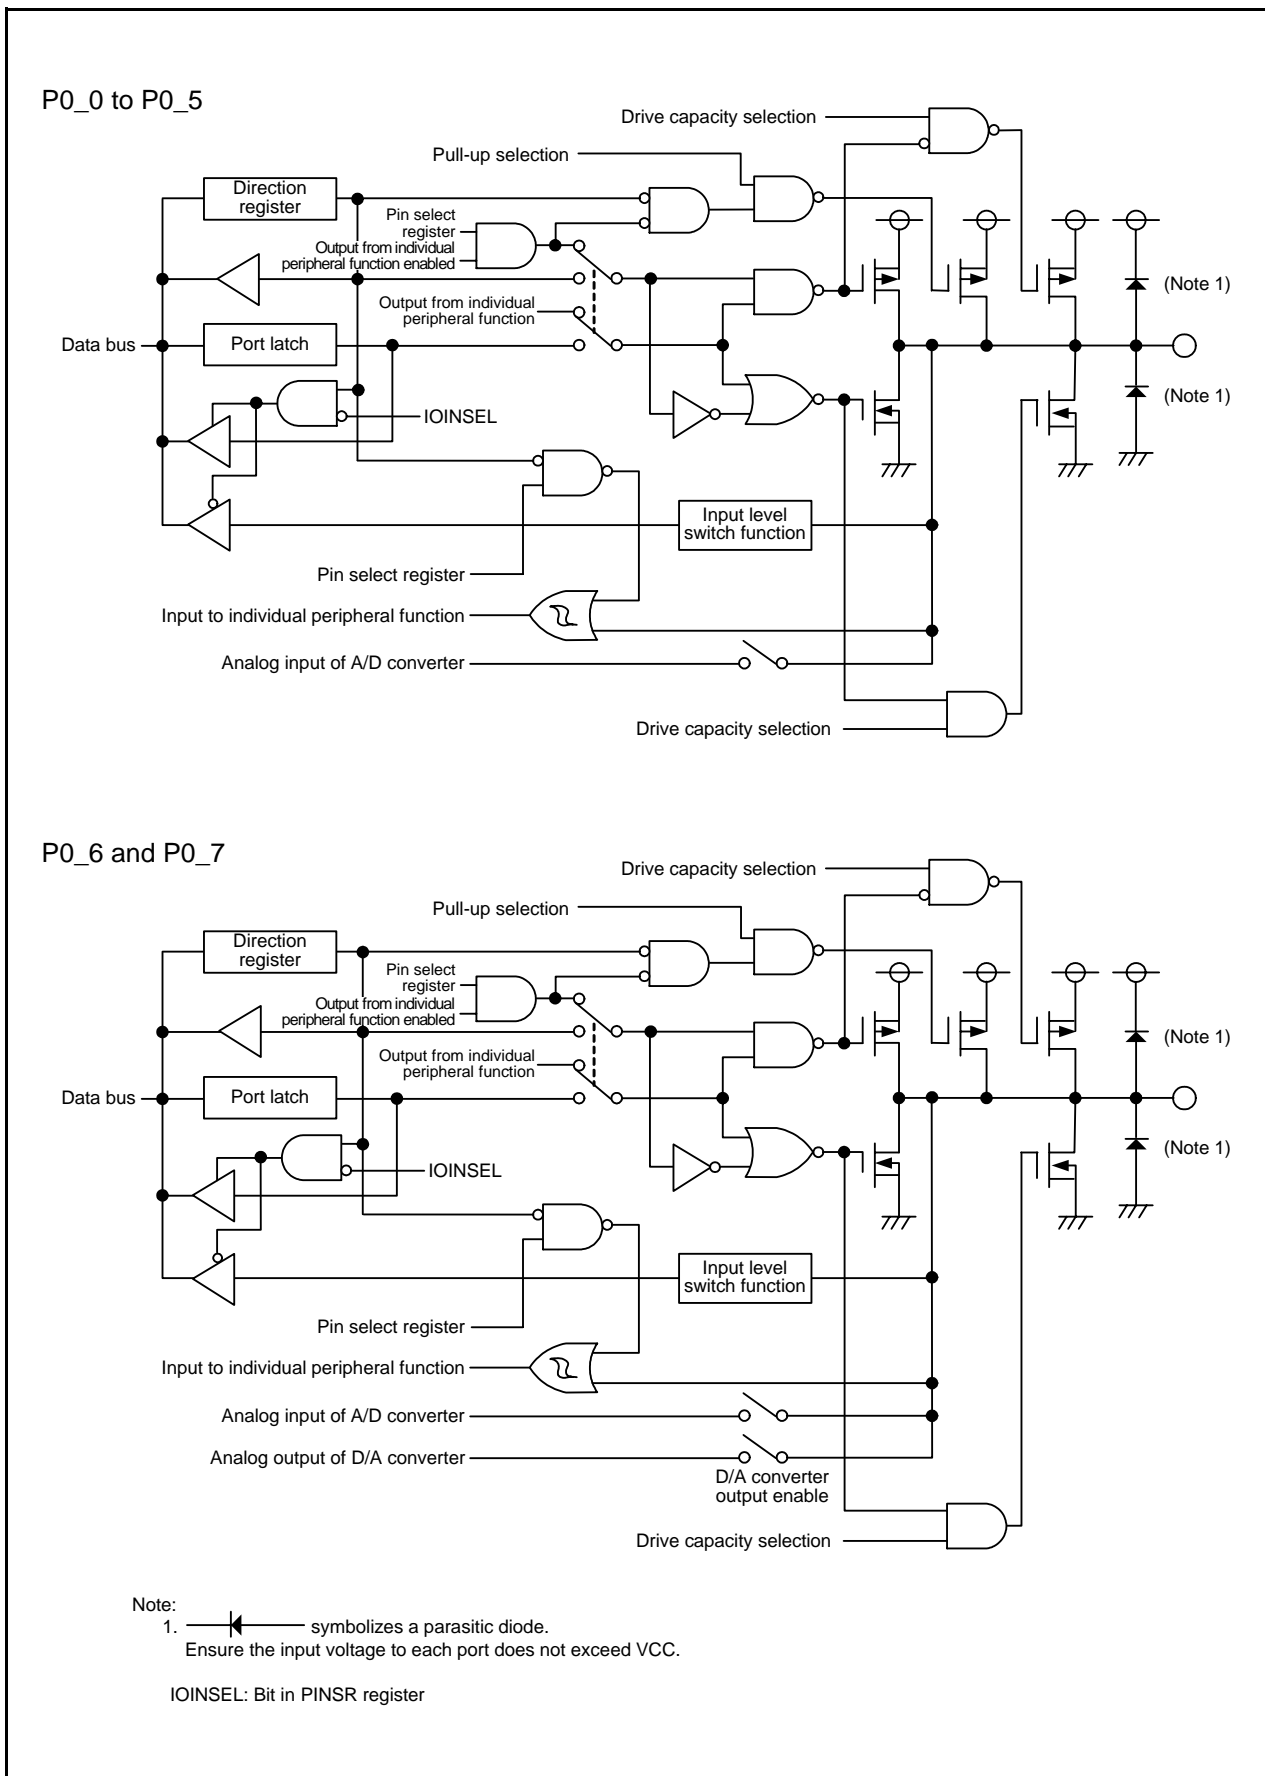 P0_0 to P0_5
Drive capacity selection
Pull-up selection
Direction
register
Pin select
register
Output from individual
peripheral function enabled
(Note 1)
Output from individual
peripheral function
Data bus
Port latch
(Note 1)
IOINSEL
Input level
switch function
Pin select register
Input to individual peripheral function
Analog input of A/D converter
Drive capacity selection
P0_6 and P0_7
Drive capacity selection
Pull-up selection
Direction
register
Pin select
register
Output from individual
peripheral function enabled
(Note 1)
Output from individual
peripheral function
Data bus
Port latch
(Note 1)
IOINSEL
Input level
switch function
Pin select register
Input to individual peripheral function
Analog input of A/D converter
Analog output of D/A converter
D/A converter
output enable
Drive capacity selection
Note:
1. symbolizes a parasitic diode.
Ensure the input voltage to each port does not exceed VCC.
IOINSEL: Bit in PINSR register